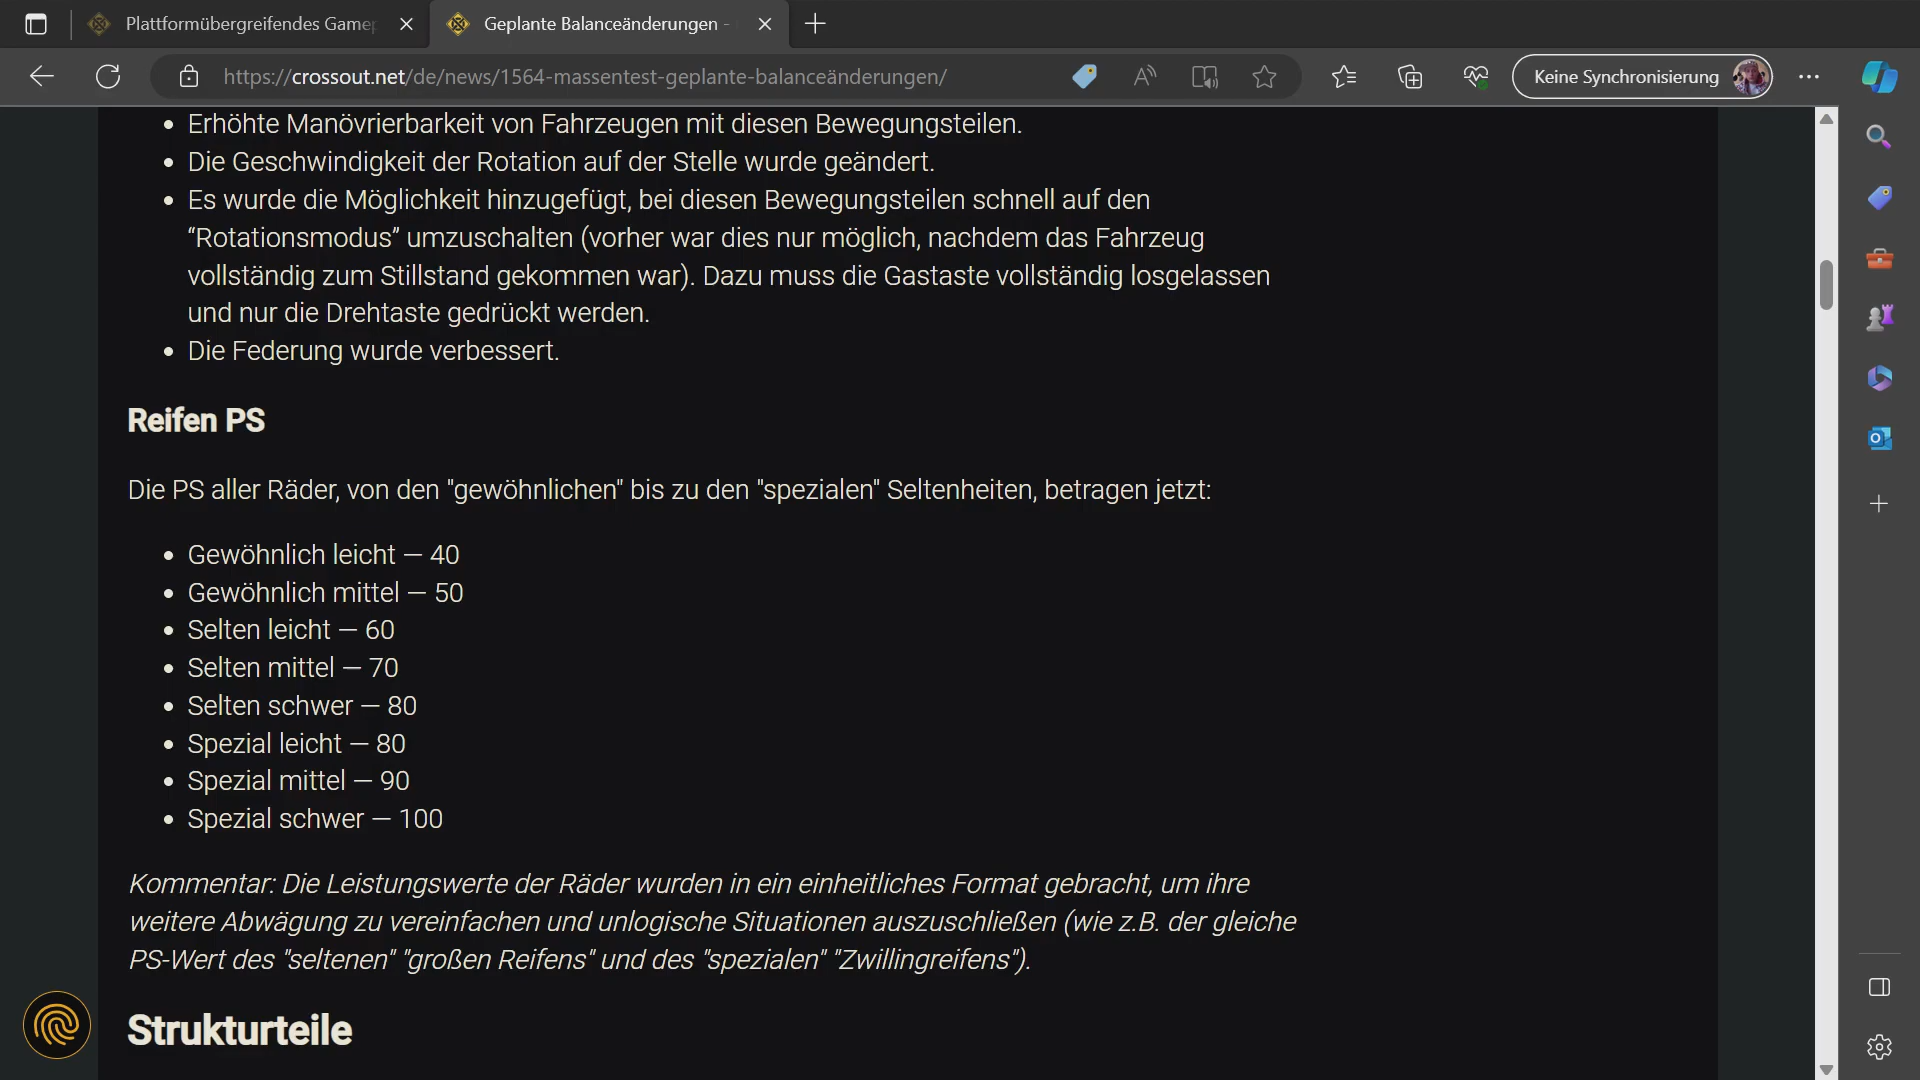 Plattformübergreifendes Gamep
Geplante Balanceänderungen -
https://crossout.net/de/news/1564-massentest-geplante-balanceänderungen/
Keine Synchronisierung
• Erhöhte Manövrierbarkeit von Fahrzeugen mit diesen Bewegungsteilen.
• Die Geschwindigkeit der Rotation auf der Stelle wurde geändert.
• Es wurde die Möglichkeit hinzugefügt, bei diesen Bewegungsteilen schnell auf den
“Rotationsmodus” umzuschalten (vorher war dies nur möglich, nachdem das Fahrzeug
vollständig zum Stillstand gekommen war). Dazu muss die Gastaste vollständig losgelassen
und nur die Drehtaste gedrückt werden.
• Die Federung wurde verbessert.
Reifen PS
Die PS aller Räder, von den "gewöhnlichen" bis zu den "spezialen" Seltenheiten, betragen jetzt:
• Gewöhnlich leicht — 40
• Gewöhnlich mittel — 50
• Selten leicht — 60
• Selten mittel — 70
• Selten schwer — 80
• Spezial leicht — 80
• Spezial mittel — 90
• Spezial schwer — 100
Kommentar: Die Leistungswerte der Räder wurden in ein einheitliches Format gebracht, um ihre
weitere Abwägung zu vereinfachen und unlogische Situationen auszuschließen (wie z.B. der gleiche
PS-Wert des "seltenen" "großen Reifens" und des "spezialen" "Zwillingreifens").
Strukturteile